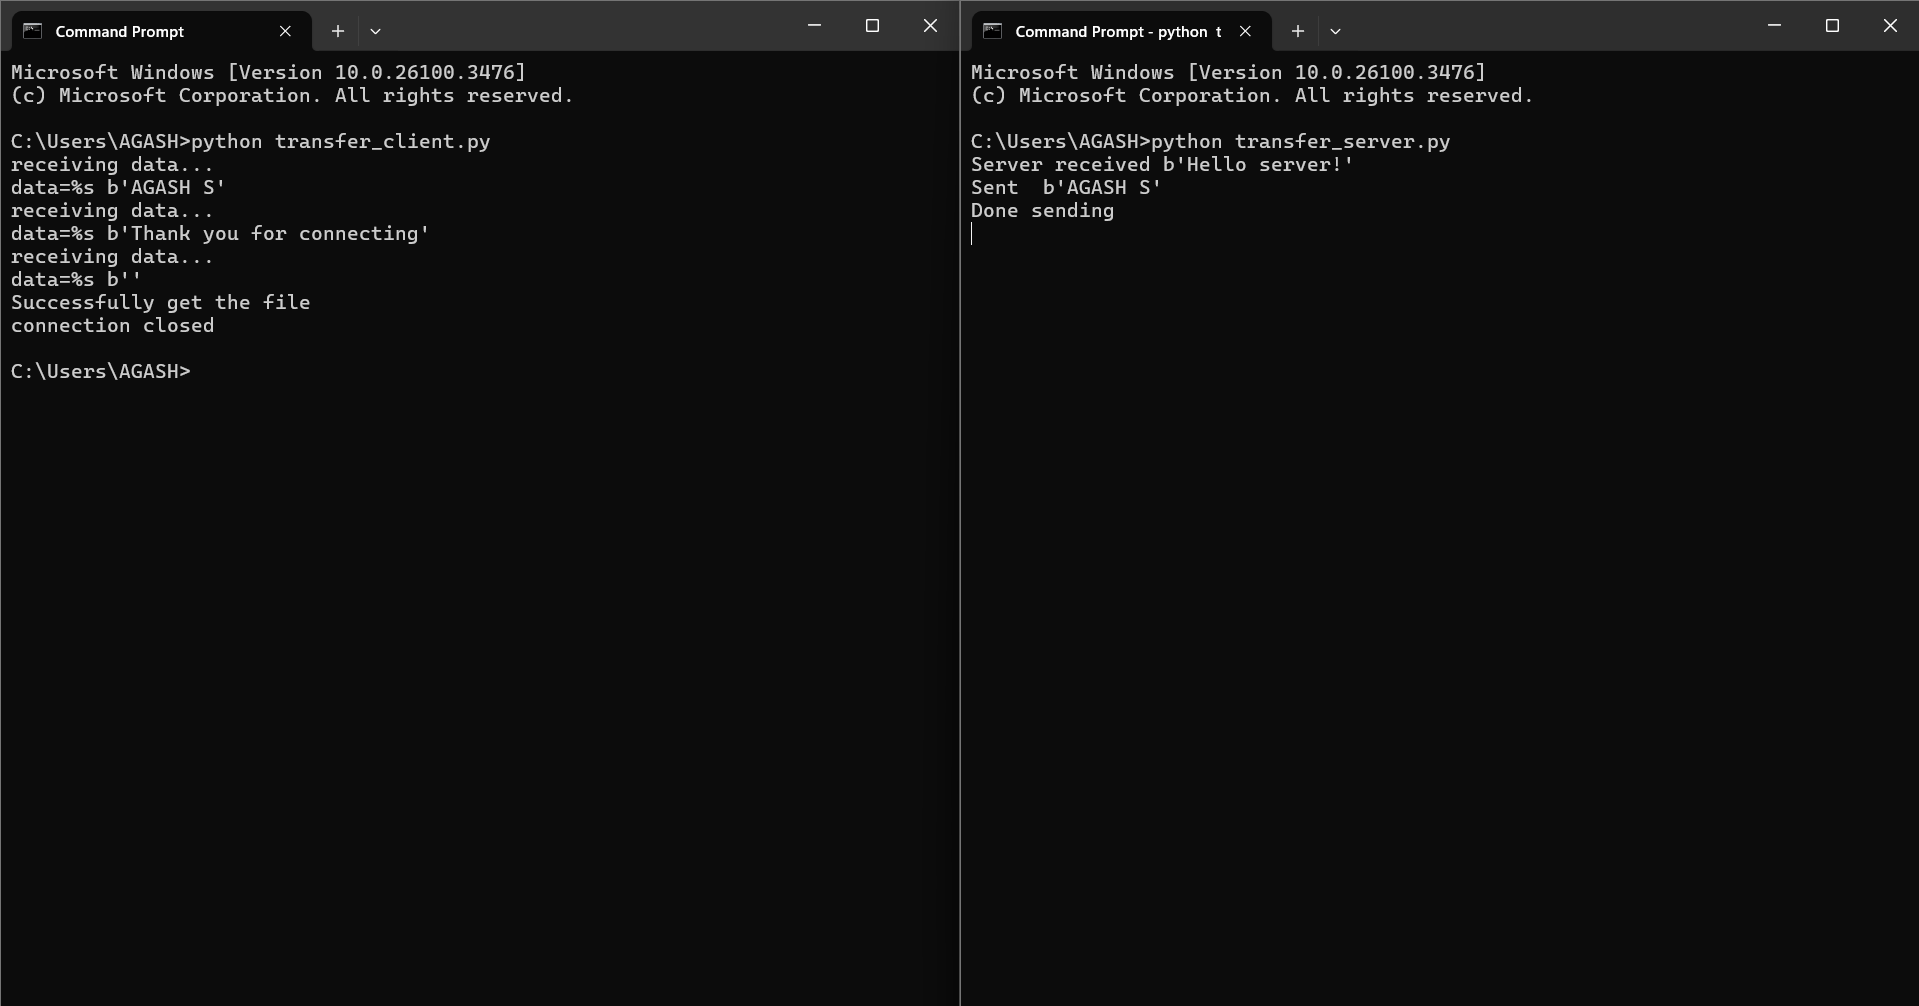 Command Prompt
Microsoft Windows [Version 10.0.26100.3476]
(c) Microsoft Corporation. All rights reserved.
C:\Users\AGASH>python transfer_client.py
receiving data...
data=%s b'AGASH S'
receiving data...
data=%s b'Thank you for connecting'
receiving data...
data=%s b''
Successfully get the file
connection closed
C:\Users\AGASH>
Command Prompt - python  t
Microsoft Windows [Version 10.0.26100.3476]
(c) Microsoft Corporation. All rights reserved.
C:\Users\AGASH>python transfer_server.py
Server received b'Hello server!'
Sent  b'AGASH S'
Done sending